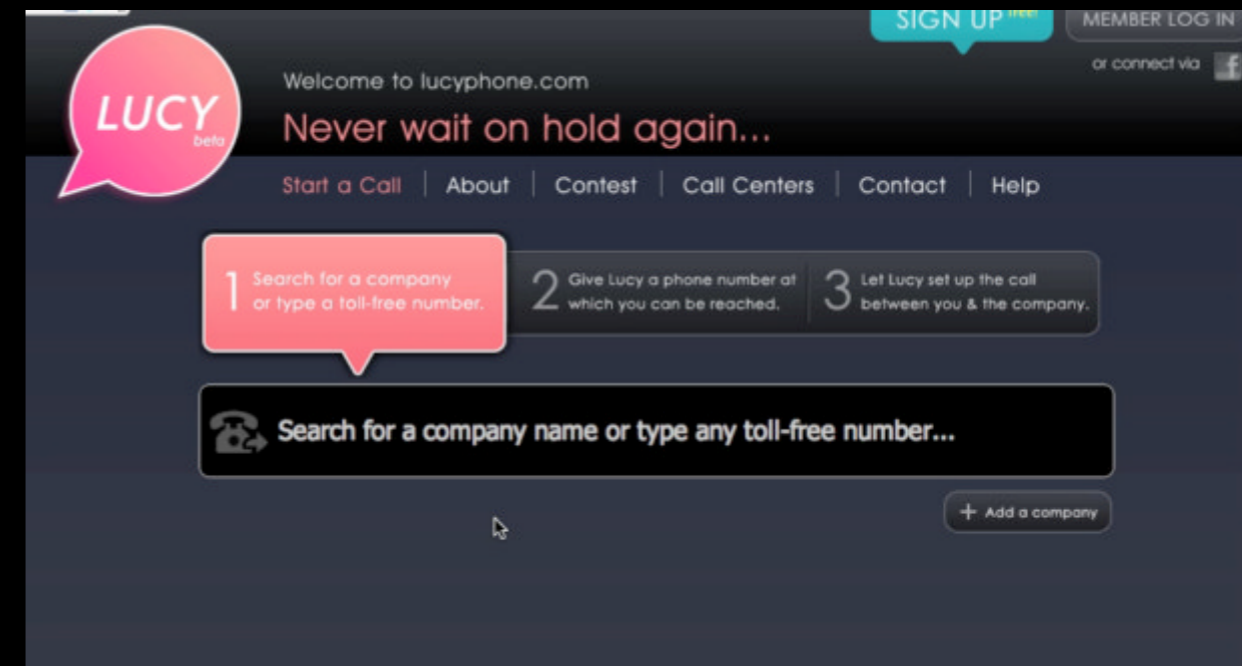 SIGN UP free!
MEMBER LOG IN
or connect via f
LUCY
beta
Welcome to lucyphone.com
Never wait on hold again...
Start a Call | About | Contest | Call Centers | Contact | Help
1 Search for a company
or type a toll-free number.
2 Give Lucy a phone number at
which you can be reached.
3 Let Lucy set up the call
between you & the company.
Search for a company name or type any toll-free number...
+ Add a company